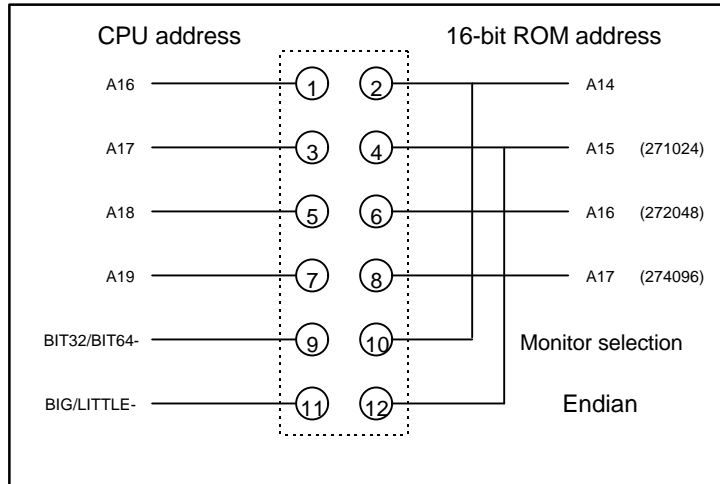 CPU address 16-bit ROM address
A16 1 2 A14
A17 3 4 A15 (271024)
A18 5 6 A16 (272048)
A19 7 8 A17 (274096)
BIT32/BIT64- 9 10 Monitor selection
BIG/LITTLE- 11 12 Endian